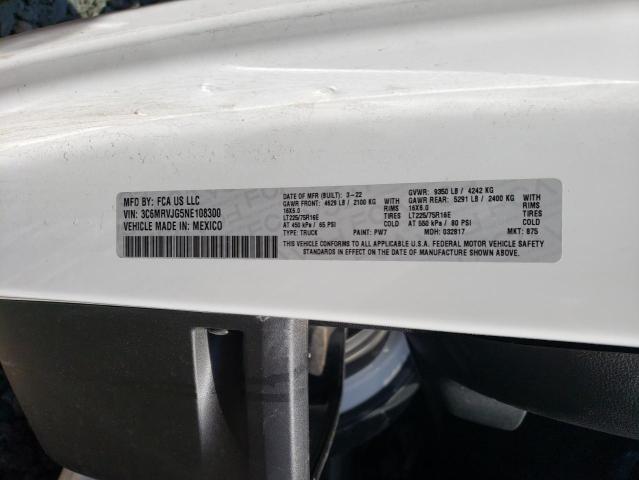 MFD BY: FCA US LLC
VIN: 3C6MRVJG5NE108300
VEHICLE MADE IN: MEXICO
DATE OF MFR (BUILT): 3-22 GVWR: 9350 LB / 4242 KG
GAWR FRONT: 4629 LB / 2100 KG WITH GAWR REAR: 5291 LB / 2400 KG WITH
16X6.0 RIMS 16X6.0 RIMS
LT225/75R16E TIRES LT225/75R16E TIRES
AT 450 kPa / 65 PSI COLD AT 550 kPa / 80 PSI COLD
TYPE: TRUCK PAINT: PW7 MDH: 032817 MKT: 875
THIS VEHICLE CONFORMS TO ALL APPLICABLE U.S.A. FEDERAL MOTOR VEHICLE SAFETY
STANDARDS IN EFFECT ON THE DATE OF MANUFACTURE SHOWN ABOVE.